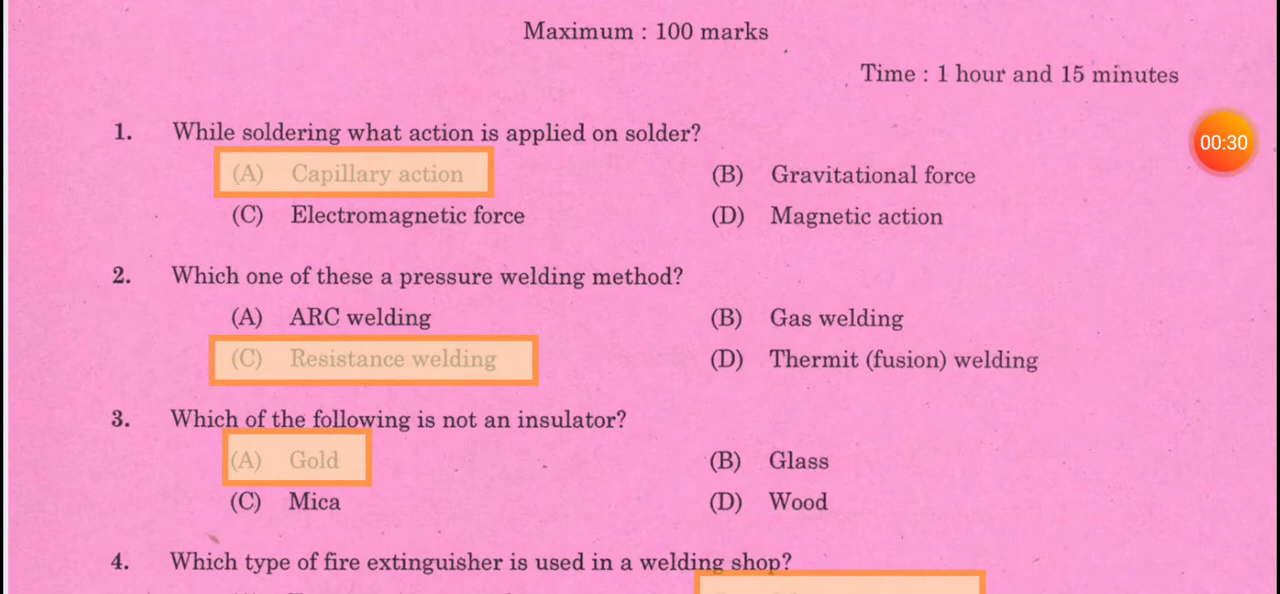 Maximum : 100 marks
Time : 1 hour and 15 minutes
00:30
1. While soldering what action is applied on solder?
(A) Capillary action (B) Gravitational force
(C) Electromagnetic force (D) Magnetic action
2. Which one of these a pressure welding method?
(A) ARC welding (B) Gas welding
(C) Resistance welding (D) Thermit (fusion) welding
3. Which of the following is not an insulator?
(A) Gold (B) Glass
(C) Mica (D) Wood
4. Which type of fire extinguisher is used in a welding shop?